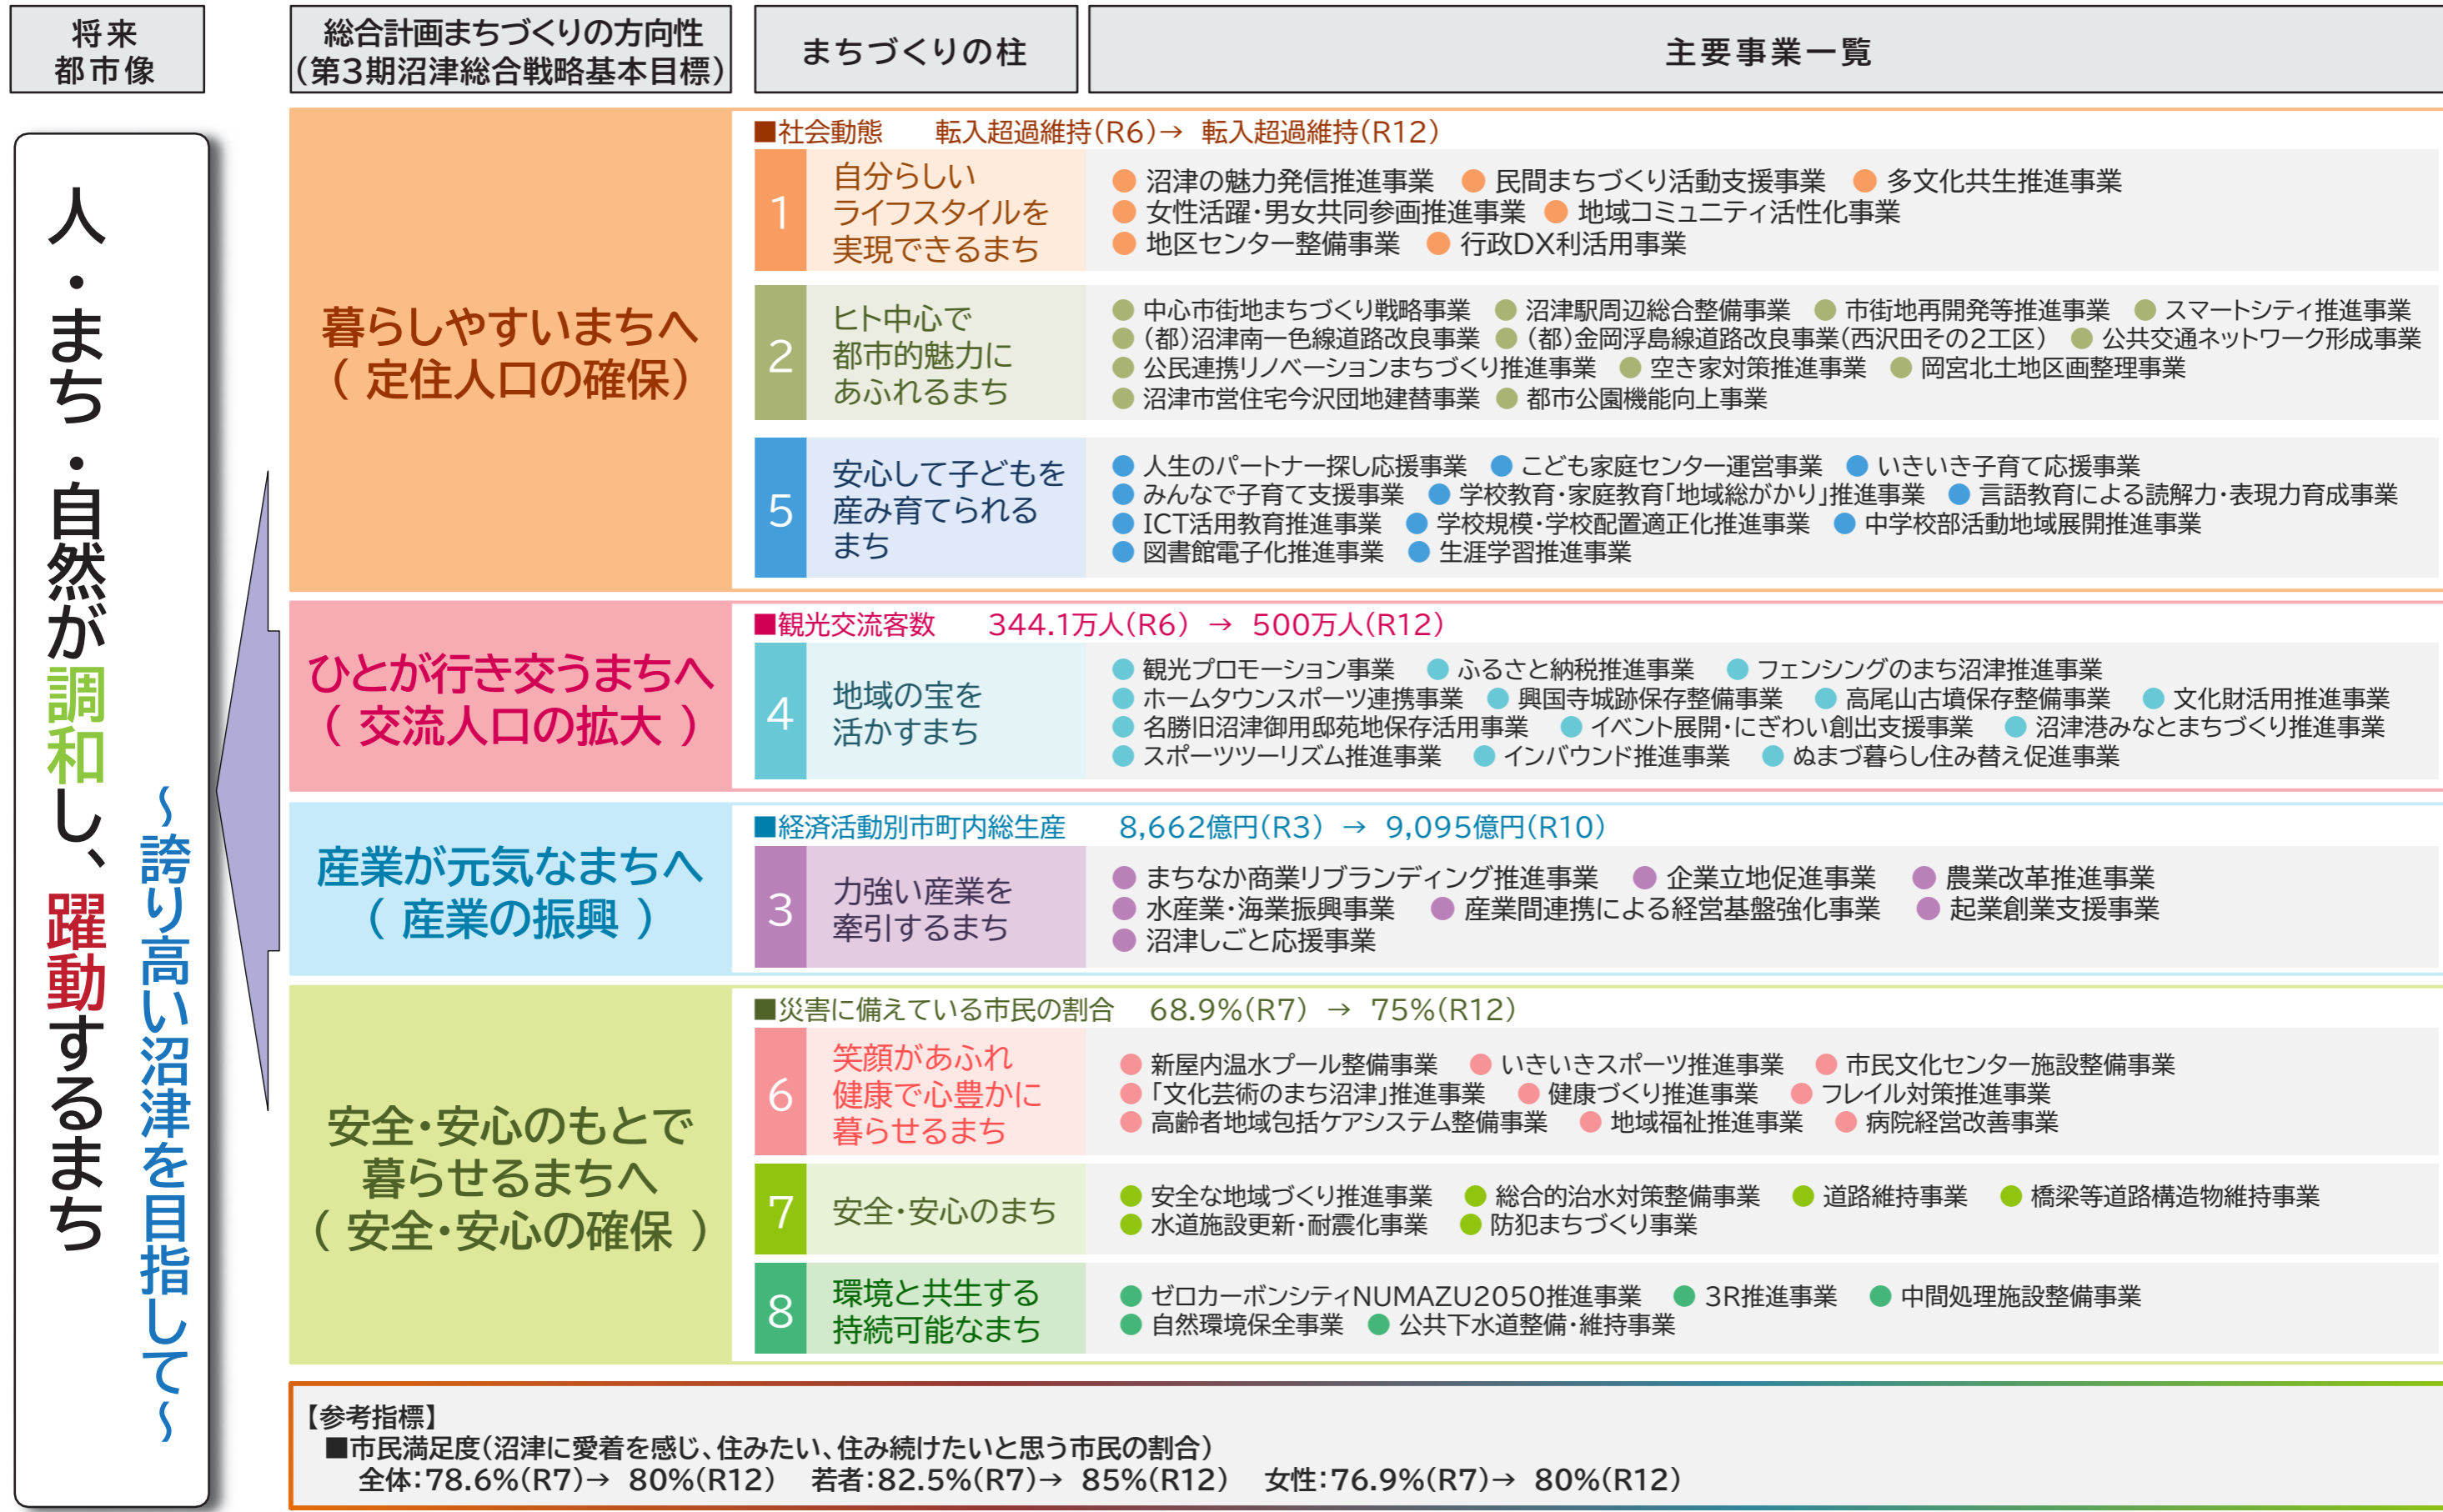 将来
都市像
総合計画まちづくりの方向性
(第3期沼津総合戦略基本目標)
まちづくりの柱
主要事業一覧
人・まち・自然が調和し、躍動するまち
～誇り高い沼津を目指して～
暮らしやすいまちへ
( 定住人口の確保)
■社会動態 転入超過維持(R6)→ 転入超過維持(R12)
1
自分らしい
ライフスタイルを
実現できるまち
● 沼津の魅力発信推進事業 ● 民間まちづくり活動支援事業 ● 多文化共生推進事業
● 女性活躍・男女共同参画推進事業 ● 地域コミュニティ活性化事業
● 地区センター整備事業 ● 行政DX利活用事業
2
ヒト中心で
都市的魅力に
あふれるまち
● 中心市街地まちづくり戦略事業 ● 沼津駅周辺総合整備事業 ● 市街地再開発等推進事業 ● スマートシティ推進事業
● (都)沼津南一色線道路改良事業 ● (都)金岡浮島線道路改良事業(西沢田その2工区) ● 公共交通ネットワーク形成事業
● 公民連携リノベーションまちづくり推進事業 ● 空き家対策推進事業 ● 岡宮北土地区画整理事業
● 沼津市営住宅今沢団地建替事業 ● 都市公園機能向上事業
5
安心して子どもを
産み育てられる
まち
● 人生のパートナー探し応援事業 ● こども家庭センター運営事業 ● いきいき子育て応援事業
● みんなで子育て支援事業 ● 学校教育・家庭教育「地域総がかり」推進事業 ● 言語教育による読解力・表現力育成事業
● ICT活用教育推進事業 ● 学校規模・学校配置適正化推進事業 ● 中学校部活動地域展開推進事業
● 図書館電子化推進事業 ● 生涯学習推進事業
ひとが行き交うまちへ
( 交流人口の拡大 )
■観光交流客数 344.1万人(R6) → 500万人(R12)
4
地域の宝を
活かすまち
● 観光プロモーション事業 ● ふるさと納税推進事業 ● フェンシングのまち沼津推進事業
● ホームタウンスポーツ連携事業 ● 興国寺城跡保存整備事業 ● 高尾山古墳保存整備事業 ● 文化財活用推進事業
● 名勝旧沼津御用邸苑地保存活用事業 ● イベント展開・にぎわい創出支援事業 ● 沼津港みなとまちづくり推進事業
● スポーツツーリズム推進事業 ● インバウンド推進事業 ● ぬまづ暮らし住み替え促進事業
産業が元気なまちへ
( 産業の振興 )
■経済活動別市町内総生産 8,662億円(R3) → 9,095億円(R10)
3
力強い産業を
牽引するまち
● まちなか商業リブランディング推進事業 ● 企業立地促進事業 ● 農業改革推進事業
● 水産業・海業振興事業 ● 産業間連携による経営基盤強化事業 ● 起業創業支援事業
● 沼津しごと応援事業
安全・安心のもとで
暮らせるまちへ
( 安全・安心の確保 )
■災害に備えている市民の割合 68.9%(R7) → 75%(R12)
6
笑顔があふれ
健康で心豊かに
暮らせるまち
● 新屋内温水プール整備事業 ● いきいきスポーツ推進事業 ● 市民文化センター施設整備事業
● 「文化芸術のまち沼津」推進事業 ● 健康づくり推進事業 ● フレイル対策推進事業
● 高齢者地域包括ケアシステム整備事業 ● 地域福祉推進事業 ● 病院経営改善事業
7
安全・安心のまち
● 安全な地域づくり推進事業 ● 総合的治水対策整備事業 ● 道路維持事業 ● 橋梁等道路構造物維持事業
● 水道施設更新・耐震化事業 ● 防犯まちづくり事業
8
環境と共生する
持続可能なまち
● ゼロカーボンシティNUMAZU2050推進事業 ● 3R推進事業 ● 中間処理施設整備事業
● 自然環境保全事業 ● 公共下水道整備・維持事業
【参考指標】
■市民満足度(沼津に愛着を感じ、住みたい、住み続けたいと思う市民の割合)
全体:78.6%(R7)→ 80%(R12) 若者:82.5%(R7)→ 85%(R12) 女性:76.9%(R7)→ 80%(R12)